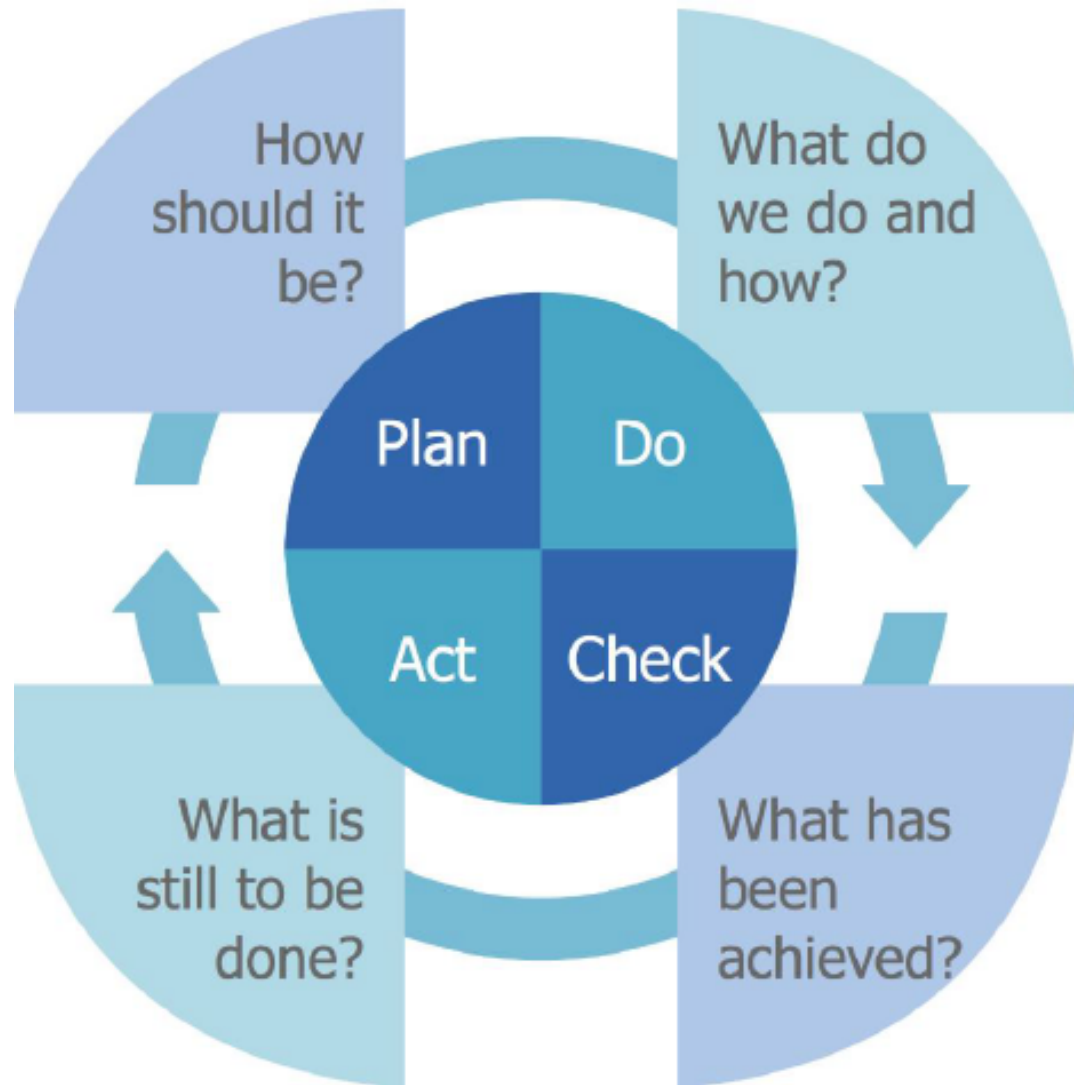 How
should it
be?
What do
we do and
how?
Plan
Do
Act
Check
What is
still to be
done?
What has
been
achieved?